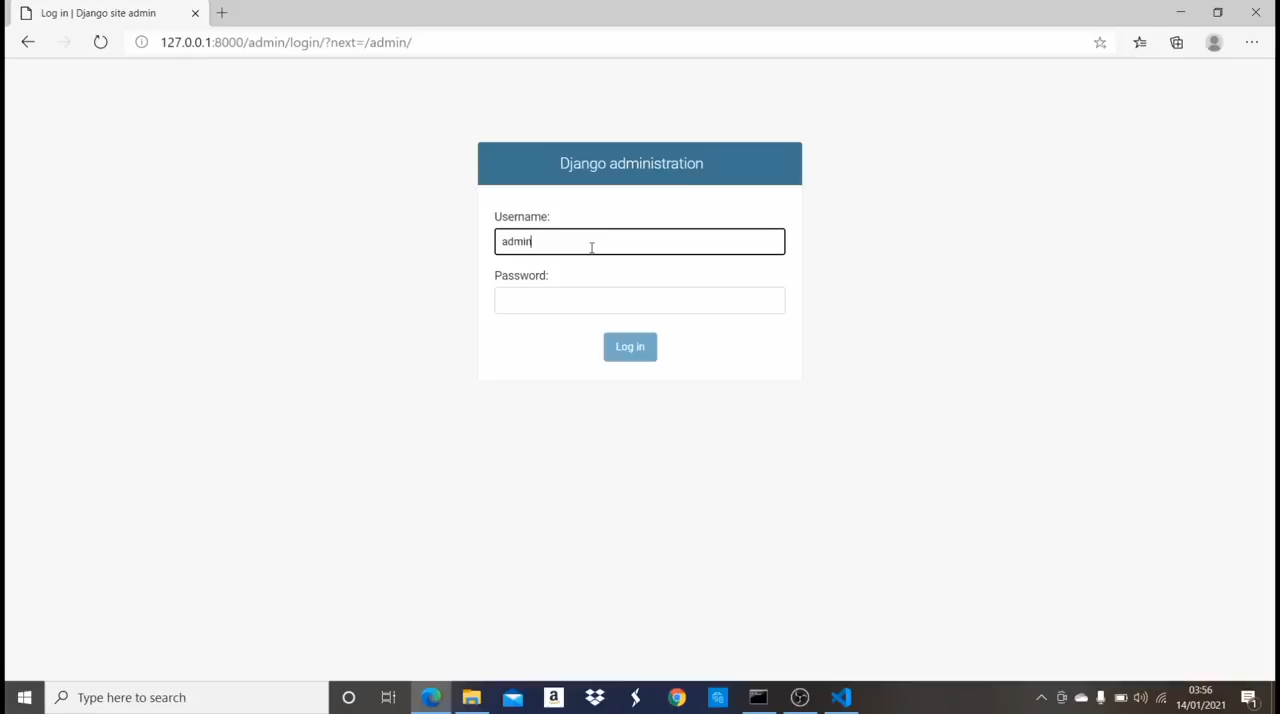 Log in | Django site admin
127.0.0.1:8000/admin/login/?next=/admin/
Django administration
Username:
admin
Password:
Log in
Type here to search
03:56
14/01/2021
1